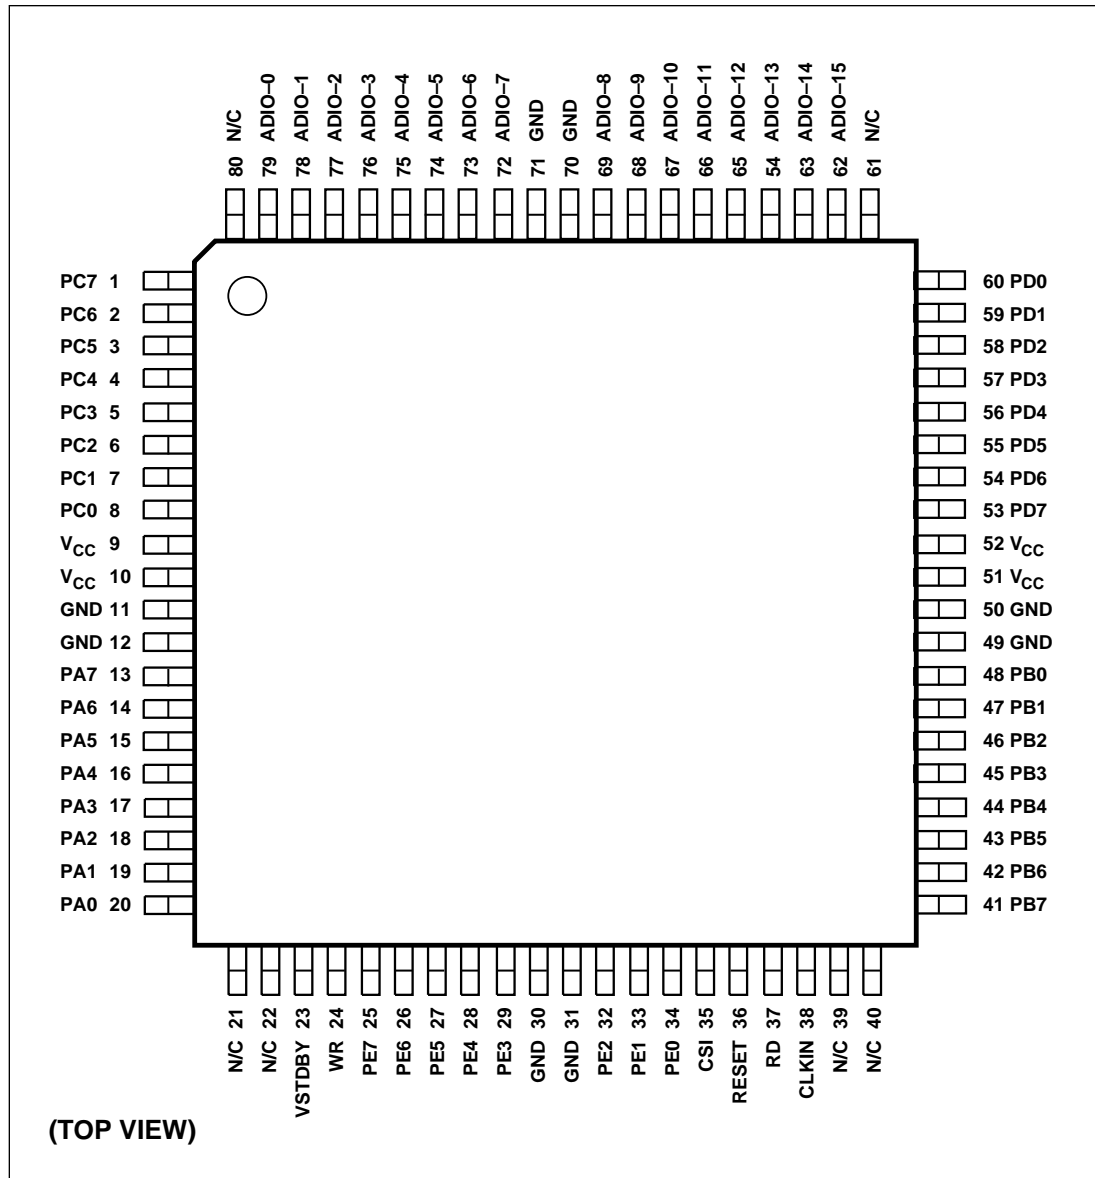 80 N/C
79 ADIO–0
78 ADIO–1
77 ADIO–2
76 ADIO–3
75 ADIO–4
74 ADIO–5
73 ADIO–6
72 ADIO–7
71 GND
70 GND
69 ADIO–8
68 ADIO–9
67 ADIO–10
66 ADIO–11
65 ADIO–12
54 ADIO–13
63 ADIO–14
62 ADIO–15
61 N/C
PC7 1
PC6 2
PC5 3
PC4 4
PC3 5
PC2 6
PC1 7
PC0 8
VCC 9
VCC 10
GND 11
GND 12
PA7 13
PA6 14
PA5 15
PA4 16
PA3 17
PA2 18
PA1 19
PA0 20
60 PD0
59 PD1
58 PD2
57 PD3
56 PD4
55 PD5
54 PD6
53 PD7
52 VCC
51 VCC
50 GND
49 GND
48 PB0
47 PB1
46 PB2
45 PB3
44 PB4
43 PB5
42 PB6
41 PB7
N/C 21
N/C 22
VSTDBY 23
WR 24
PE7 25
PE6 26
PE5 27
PE4 28
PE3 29
GND 30
GND 31
PE2 32
PE1 33
PE0 34
CSI 35
RESET 36
RD 37
CLKIN 38
N/C 39
N/C 40
(TOP VIEW)